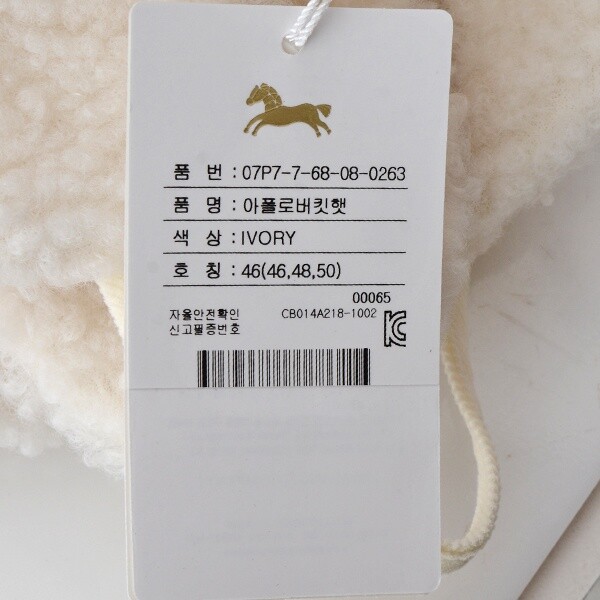 품 번 : 07P7-7-68-08-0263
품 명 : 아폴로버킷햇
색 상 : IVORY
호 칭 : 46(46,48,50)
00065
자율안전확인 CB014A218-1002
신고필증번호